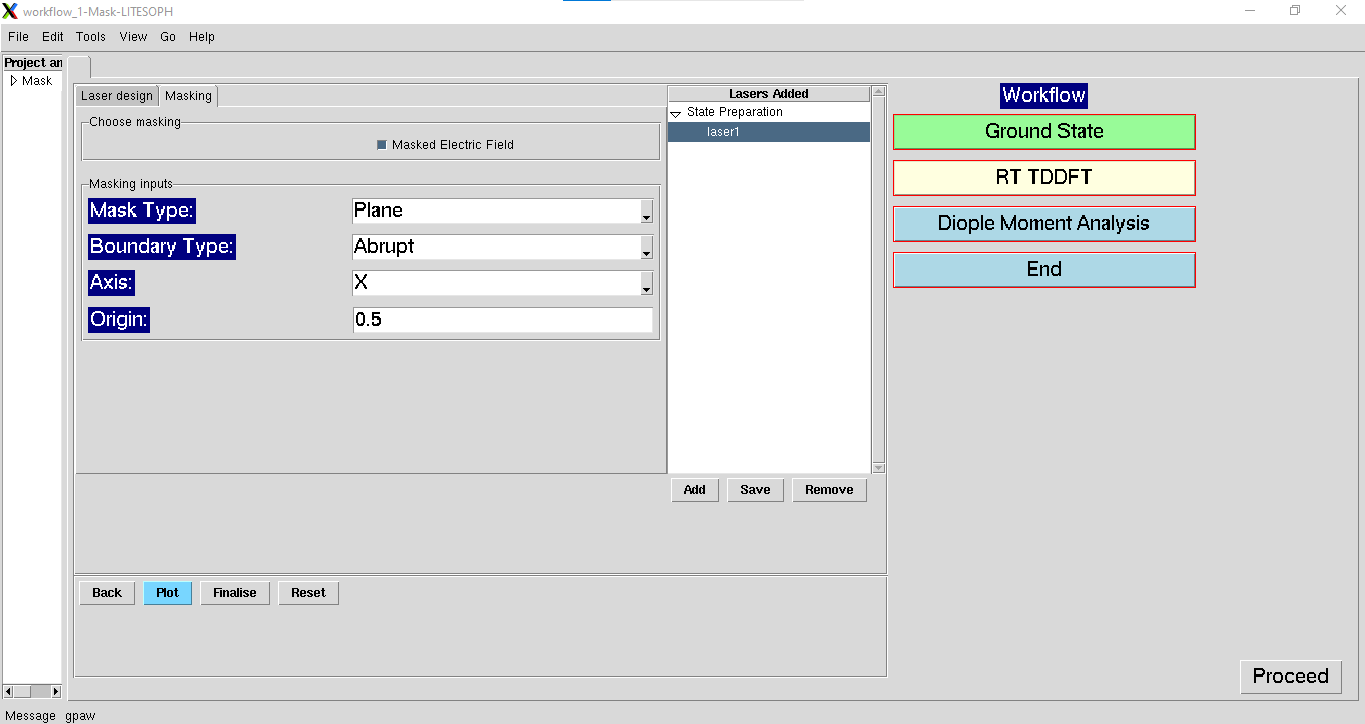 workflow_1-Mask-LITESOPH
File Edit Tools View Go Help
Project an
Mask
Laser design Masking
Choose masking
Masked Electric Field
Masking inputs
Mask Type: Plane
Boundary Type: Abrupt
Axis: X
Origin: 0.5
Lasers Added
State Preparation
laser1
Add Save Remove
Back Plot Finalise Reset
Workflow
Ground State
RT TDDFT
Diople Moment Analysis
End
Proceed
Message gpaw